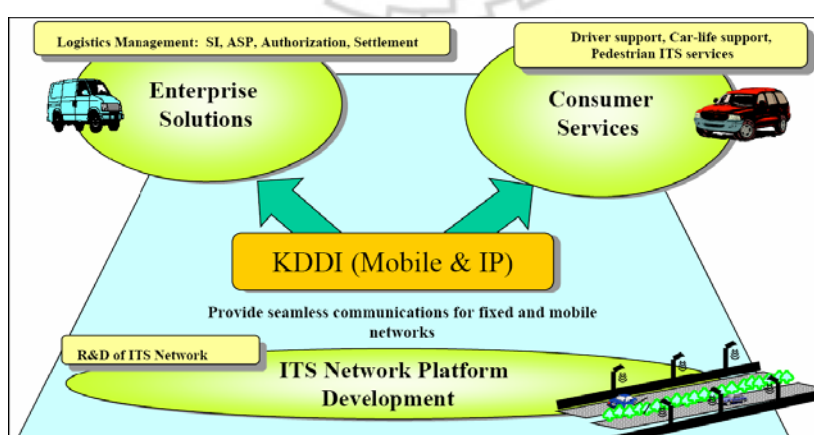 Logistics Management: SI, ASP, Authorization, Settlement
Driver support, Car-life support,
Pedestrian ITS services
Enterprise
Solutions
Consumer
Services
KDDI (Mobile & IP)
Provide seamless communications for fixed and mobile
networks
R&D of ITS Network
ITS Network Platform
Development